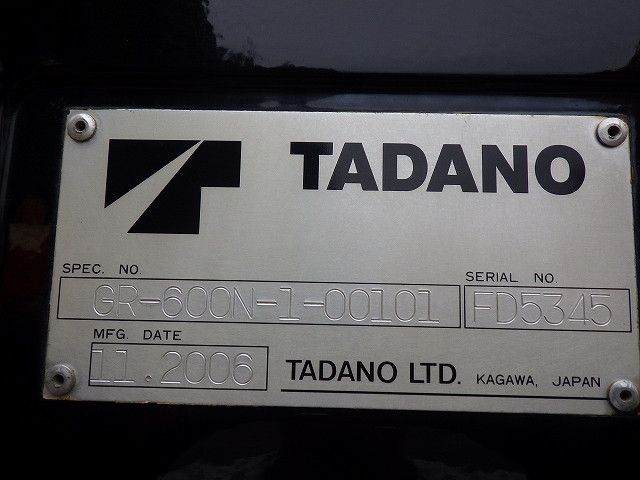 TADANO
SPEC. NO.
GR-600N-1-00101
SERIAL NO.
FD5345
MFG. DATE
11.2006
TADANO LTD. KAGAWA, JAPAN